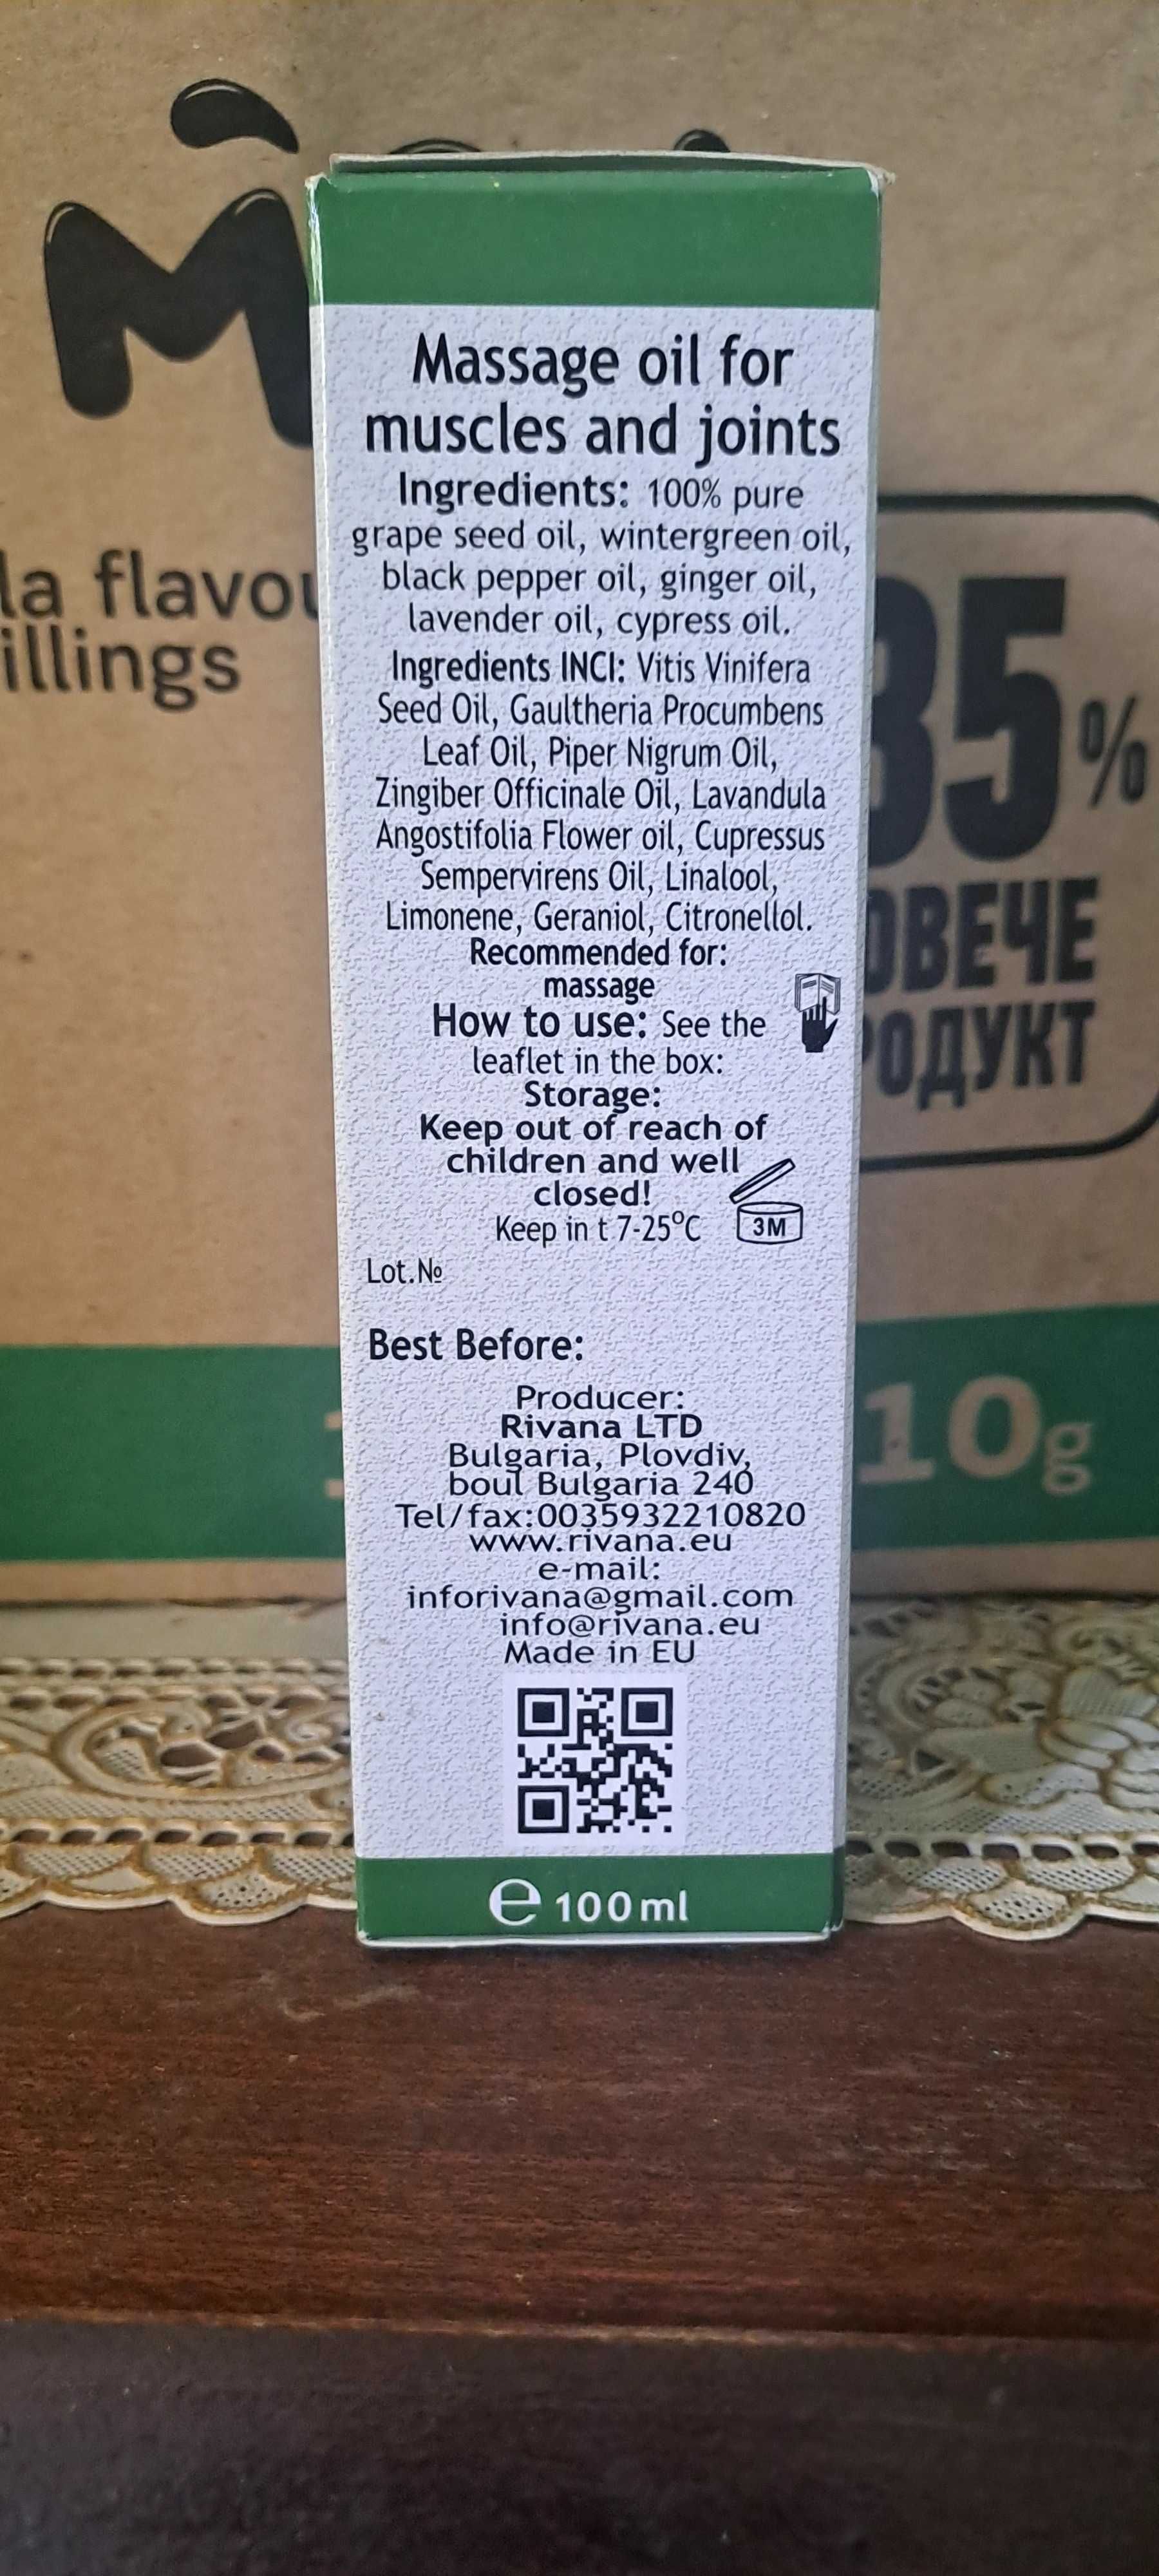 la flavou
illings
85%
ОВЕЧЕ
РОДУКТ
10g
Massage oil for
muscles and joints
Ingredients: 100% pure
grape seed oil, wintergreen oil,
black pepper oil, ginger oil,
lavender oil, cypress oil.
Ingredients INCI: Vitis Vinifera
Seed Oil, Gaultheria Procumbens
Leaf Oil, Piper Nigrum Oil,
Zingiber Officinale Oil, Lavandula
Angostifolia Flower oil, Cupressus
Sempervirens Oil, Linalool,
Limonene, Geraniol, Citronellol.
Recommended for:
massage
How to use: See the
leaflet in the box:
Storage:
Keep out of reach of
children and well
closed!
Keep in t 7-25°C
3M
Lot.№
Best Before:
Producer:
Rivana LTD
Bulgaria, Plovdiv,
boul Bulgaria 240
Tel/fax:0035932210820
www.rivana.eu
e-mail:
inforivana@gmail.com
info@rivana.eu
Made in EU
e 100ml